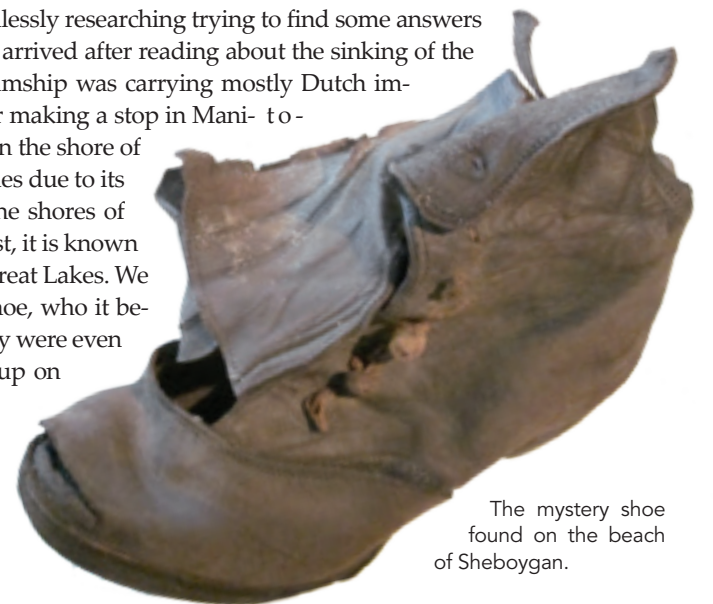 lessly researching trying to find some answers
arrived after reading about the sinking of the
mship was carrying mostly Dutch im-
making a stop in Mani- to-
n the shore of
es due to its
he shores of
st, it is known
reat Lakes. We
hoe, who it be-
y were even
up on
The mystery shoe
found on the beach
of Sheboygan.